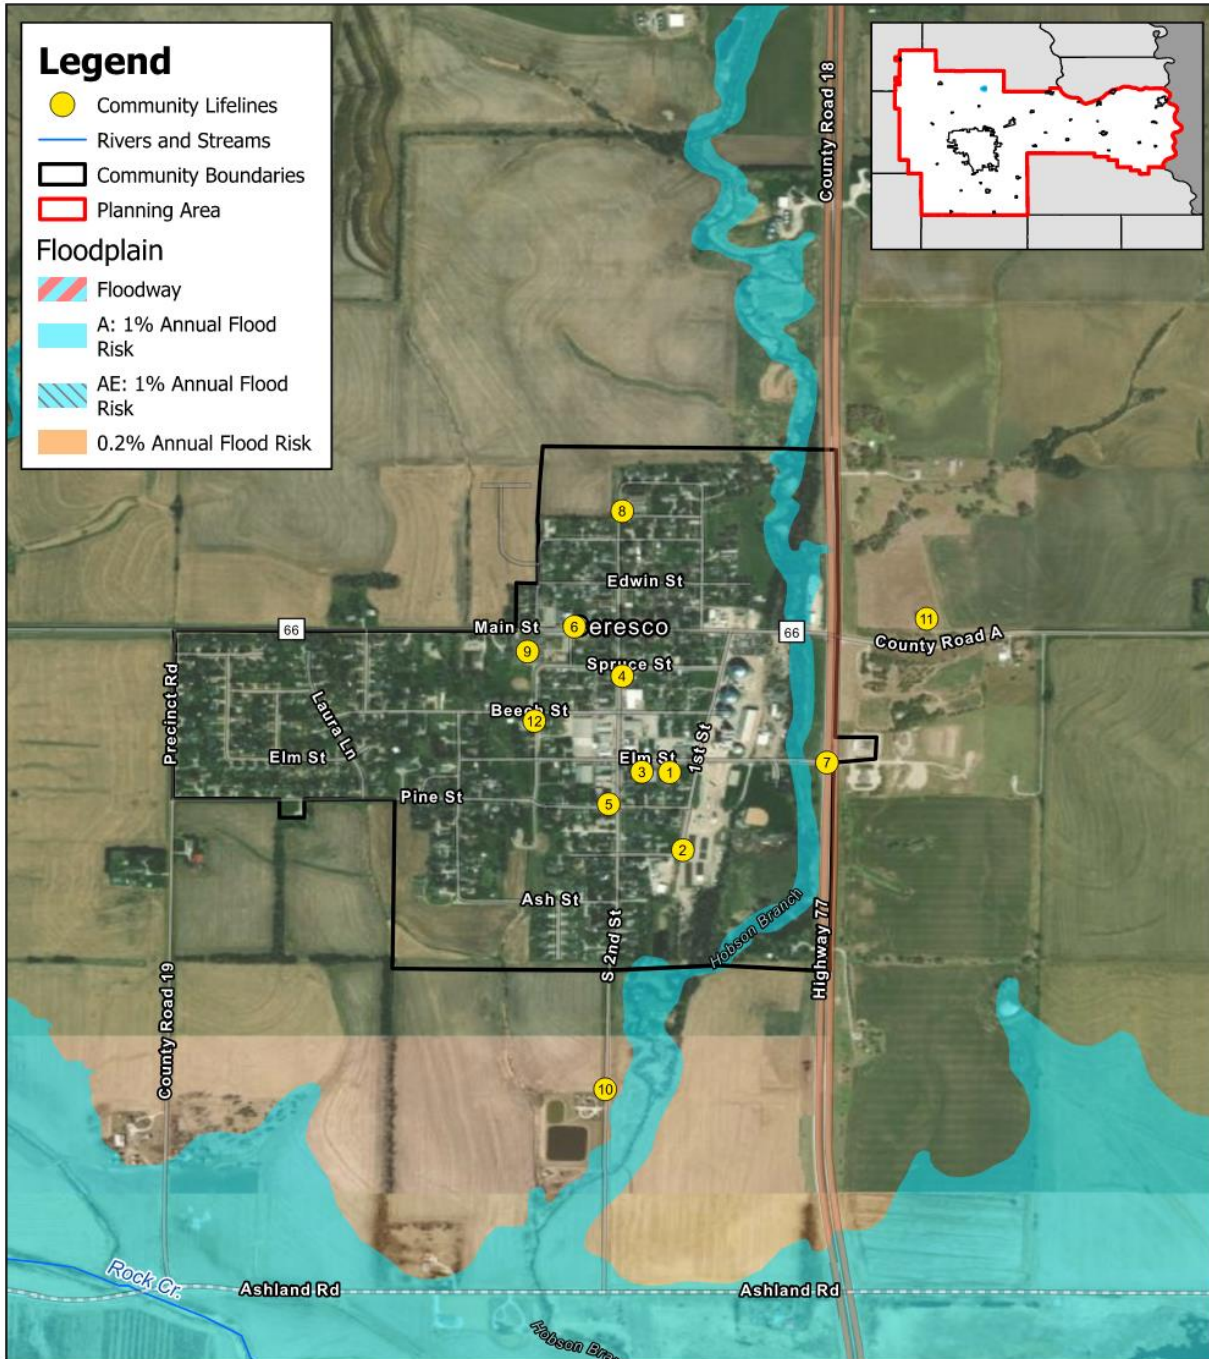 Legend
Community Lifelines
Rivers and Streams
Community Boundaries
Planning Area
Floodplain
Floodway
A: 1% Annual Flood
Risk
AE: 1% Annual Flood
Risk
0.2% Annual Flood Risk
County Road 18
8
Edwin St
11
6
Main St
eresco
66
66
County Road A
9
Spruce St
4
Precinct Rd
Laura Ln
Beech St
12
1st St
Elm St
Elm St
7
3
1
Pine St
5
2
Ash St
Hobson Branch
S 2nd St
Highway 77
County Road 19
10
Rock Cr.
Ashland Rd
Ashland Rd